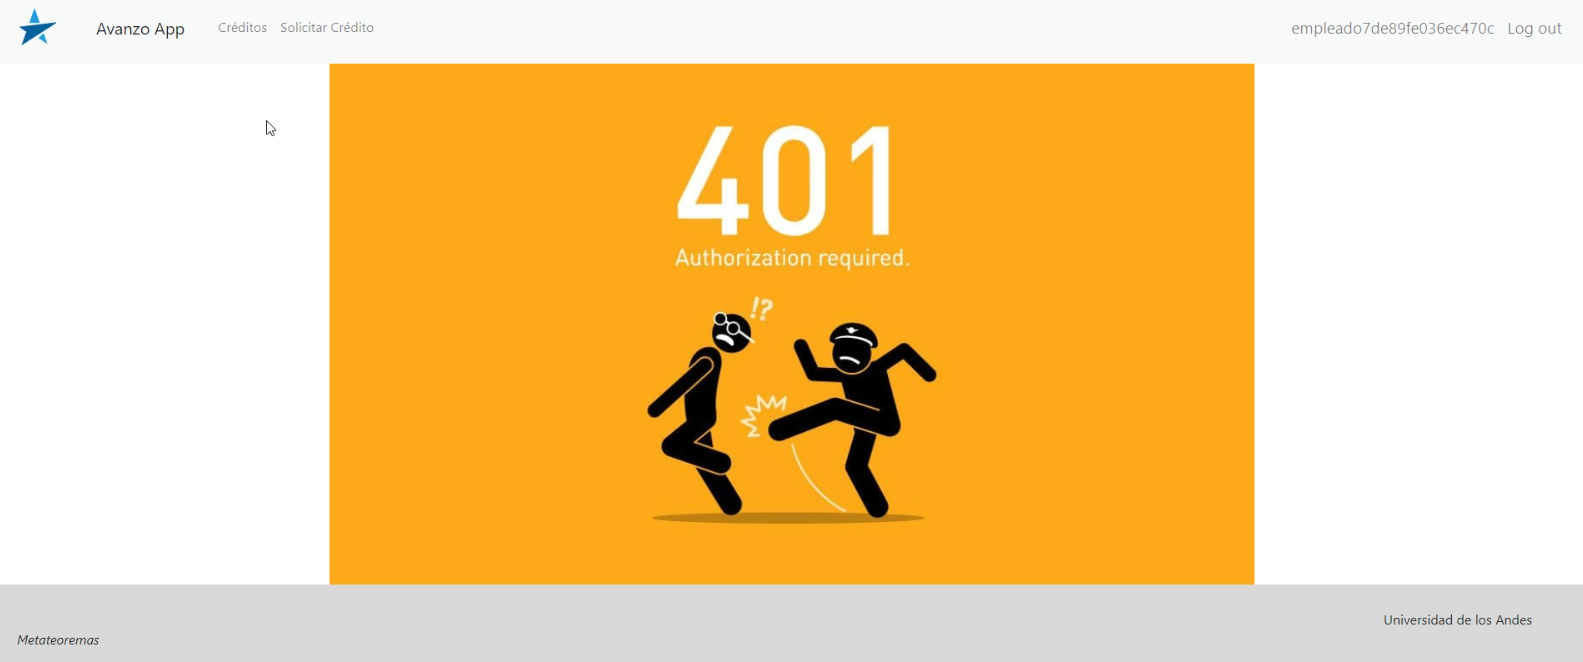 Avanzo App Créditos Solicitar Crédito empleado7de89fe036ec470c Log out
401
Authorization required.
!?
Universidad de los Andes
Metateoremas